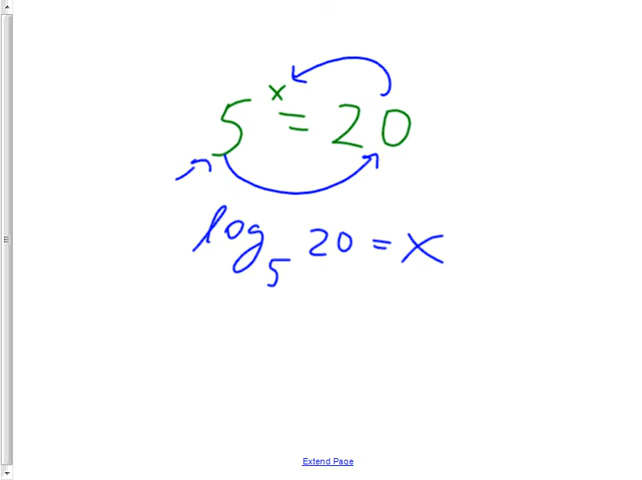 5^x = 20
log_5 20 = x
Extend Page